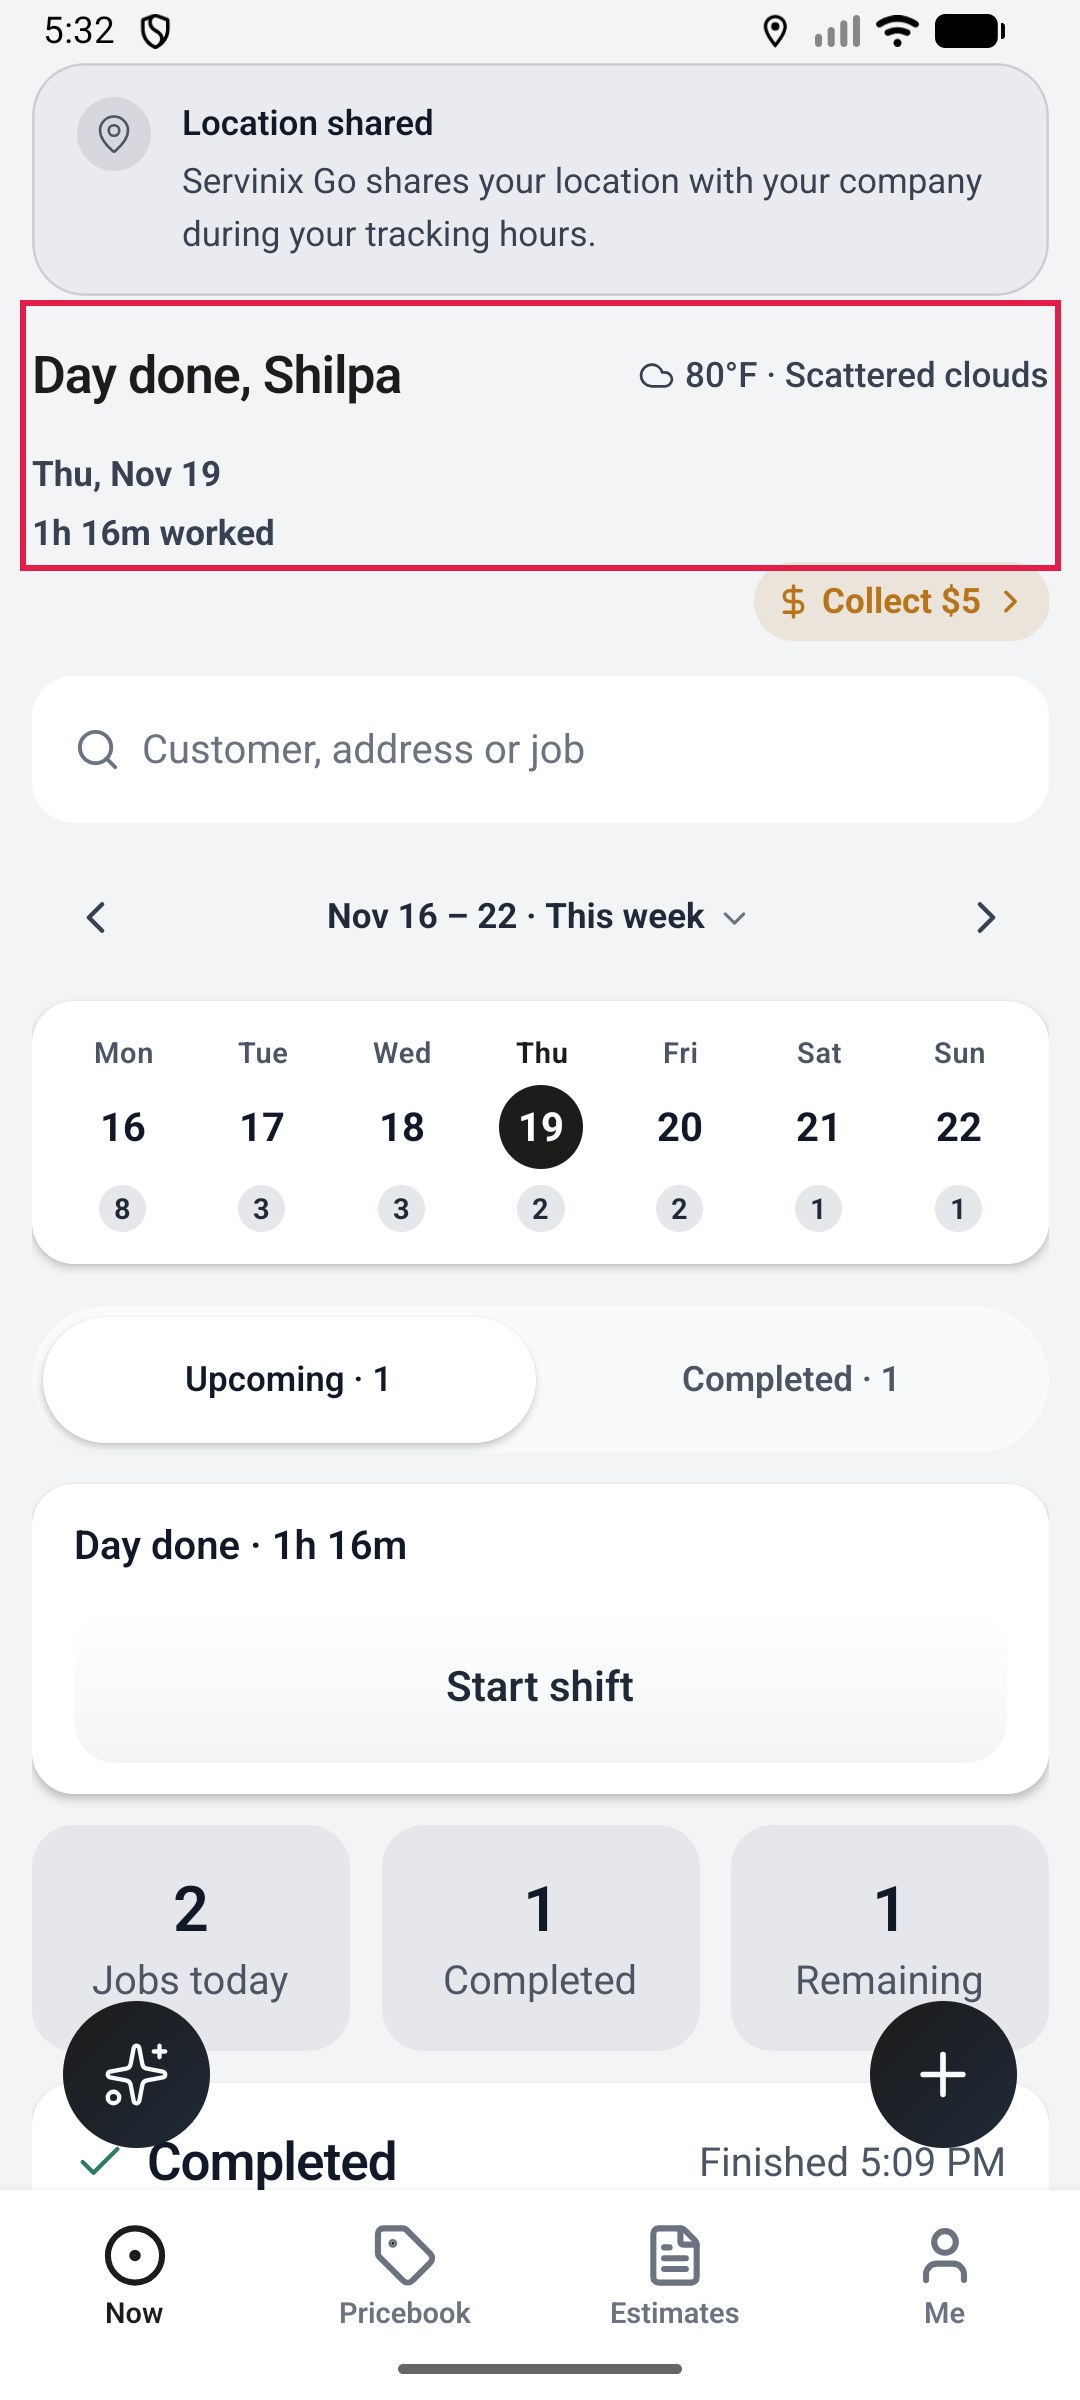 5:32
Location shared
Servinix Go shares your location with your company
during your tracking hours.
Day done, Shilpa
80°F · Scattered clouds
Thu, Nov 19
1h 16m worked
Collect $5
Customer, address or job
Nov 16 – 22 · This week
Mon Tue Wed Thu Fri Sat Sun
16 17 18 19 20 21 22
8 3 3 2 2 1 1
Upcoming · 1
Completed · 1
Day done · 1h 16m
Start shift
2 1 1
Jobs today Completed Remaining
Completed
Finished 5:09 PM
Now Pricebook Estimates Me